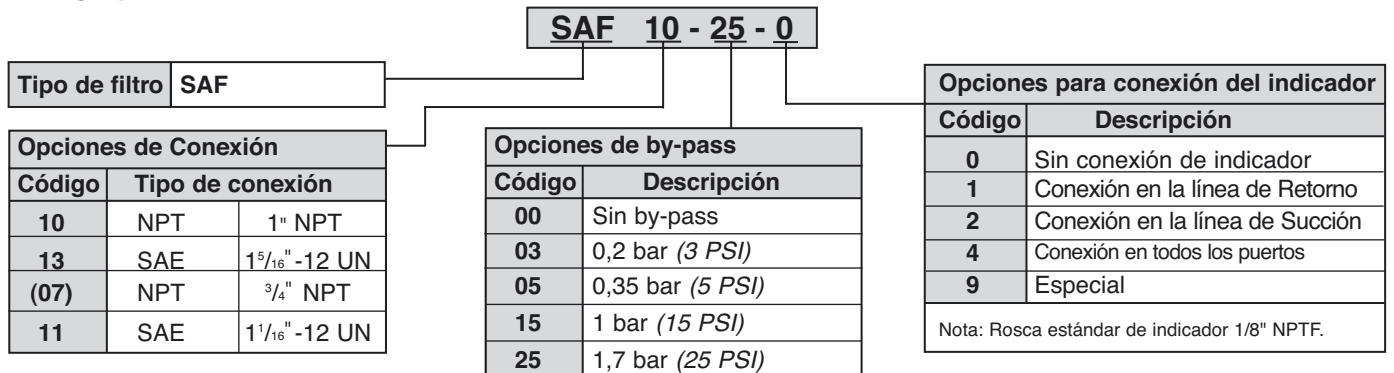 SAF 10 - 25 - 0
Tipo de filtro SAF
Opciones de Conexión
Código Tipo de conexión
10 NPT 1" NPT
13 SAE 1 5/16" -12 UN
(07) NPT 3/4" NPT
11 SAE 1 1/16" -12 UN
Opciones de by-pass
Código Descripción
00 Sin by-pass
03 0,2 bar (3 PSI)
05 0,35 bar (5 PSI)
15 1 bar (15 PSI)
25 1,7 bar (25 PSI)
Opciones para conexión del indicador
Código Descripción
0 Sin conexión de indicador
1 Conexión en la línea de Retorno
2 Conexión en la línea de Succión
4 Conexión en todos los puertos
9 Especial
Nota: Rosca estándar de indicador 1/8" NPTF.